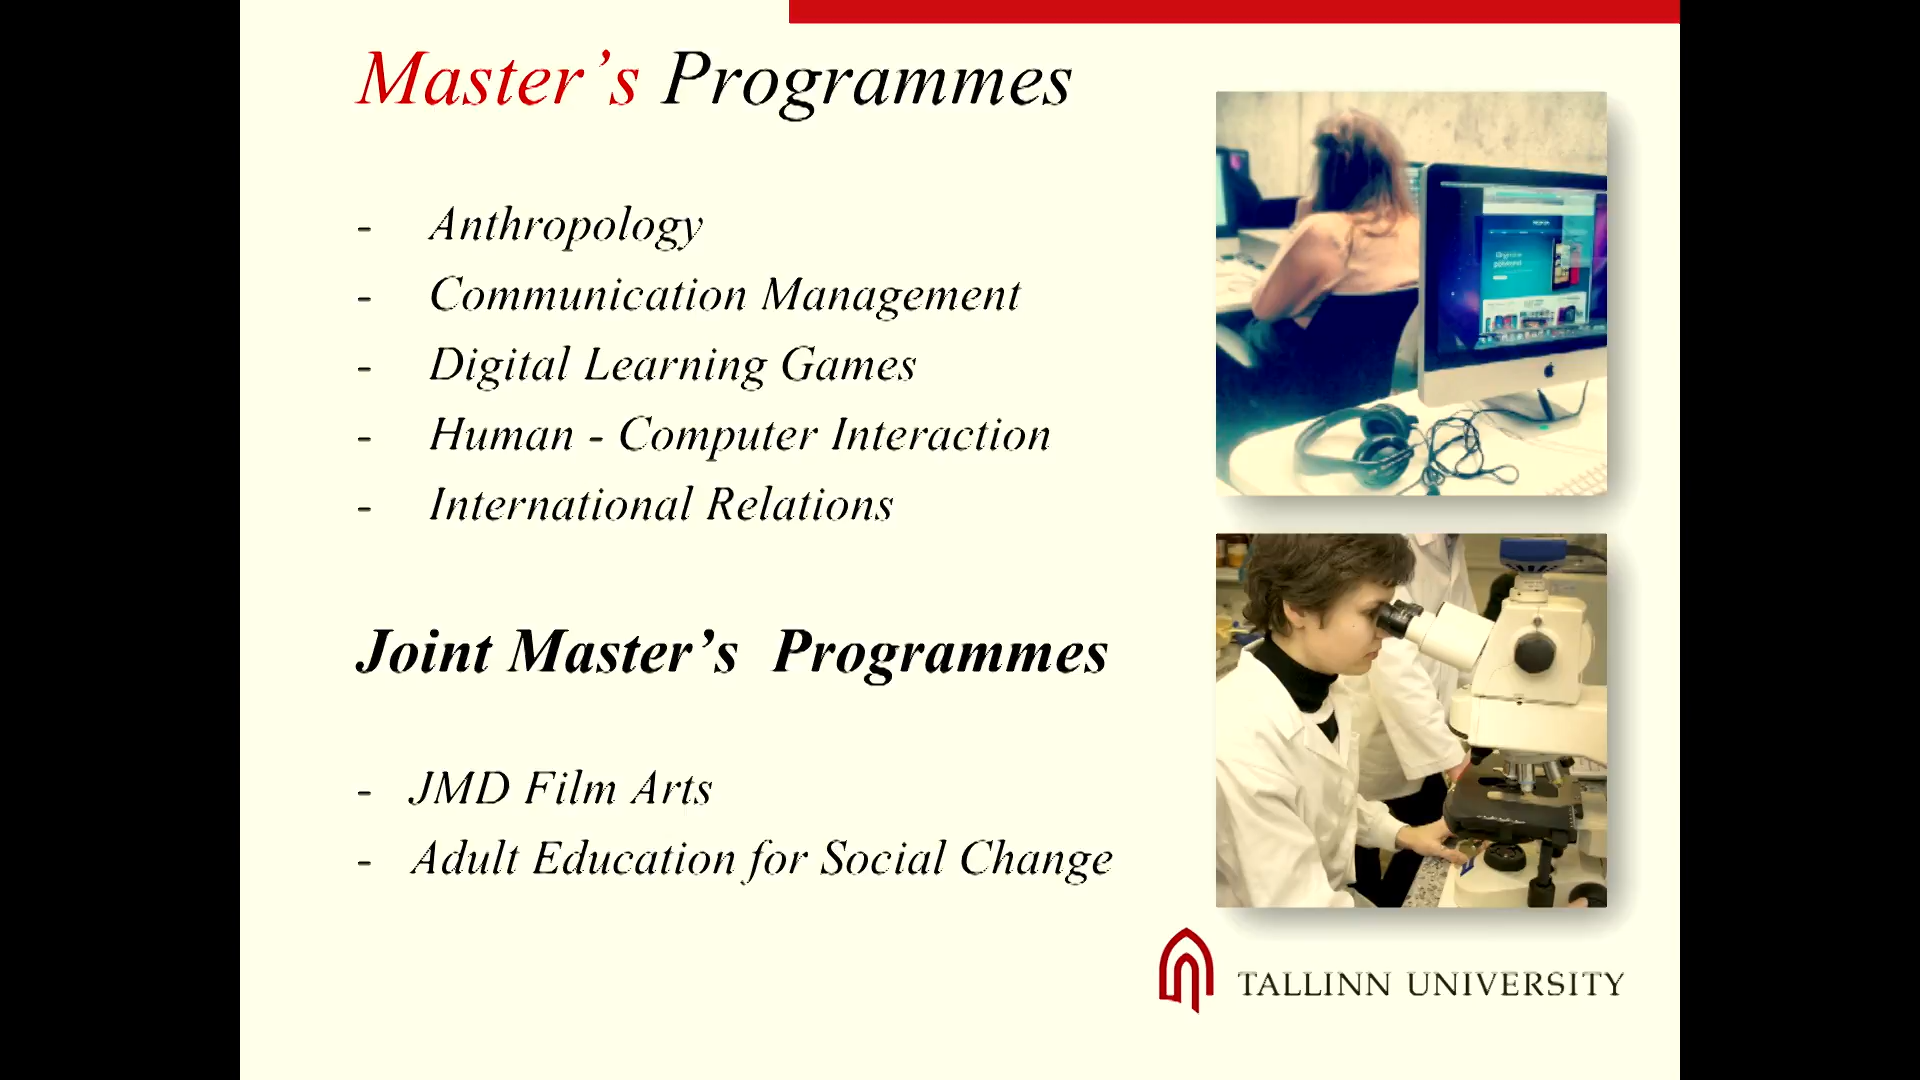 Master’s Programmes
- Anthropology
- Communication Management
- Digital Learning Games
- Human - Computer Interaction
- International Relations
Joint Master’s Programmes
- JMD Film Arts
- Adult Education for Social Change
TALLINN UNIVERSITY